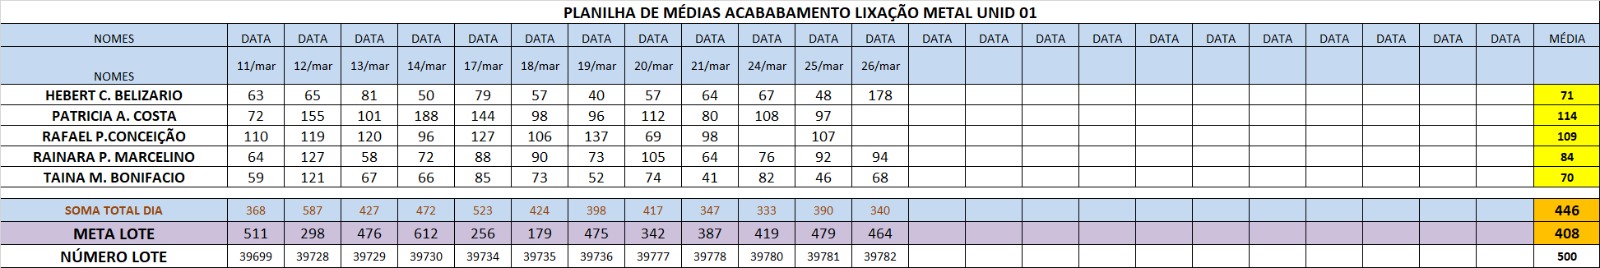 PLANILHA DE MÉDIAS ACABABAMENTO LIXAÇÃO METAL UNID 01
NOMES DATA DATA DATA DATA DATA DATA DATA DATA DATA DATA DATA DATA DATA DATA DATA DATA DATA DATA DATA DATA DATA DATA DATA MÉDIA
NOMES 11/mar 12/mar 13/mar 14/mar 17/mar 18/mar 19/mar 20/mar 21/mar 24/mar 25/mar 26/mar
HEBERT C. BELIZARIO 63 65 81 50 79 57 40 57 64 67 48 178 71
PATRICIA A. COSTA 72 155 101 188 144 98 96 112 80 108 97 114
RAFAEL P.CONCEIÇÃO 110 119 120 96 127 106 137 69 98 107 109
RAINARA P. MARCELINO 64 127 58 72 88 90 73 105 64 76 92 94 84
TAINA M. BONIFACIO 59 121 67 66 85 73 52 74 41 82 46 68 70
SOMA TOTAL DIA 368 587 427 472 523 424 398 417 347 333 390 340 446
META LOTE 511 298 476 612 256 179 475 342 387 419 479 464 408
NÚMERO LOTE 39699 39728 39729 39730 39734 39735 39736 39777 39778 39780 39781 39782 500